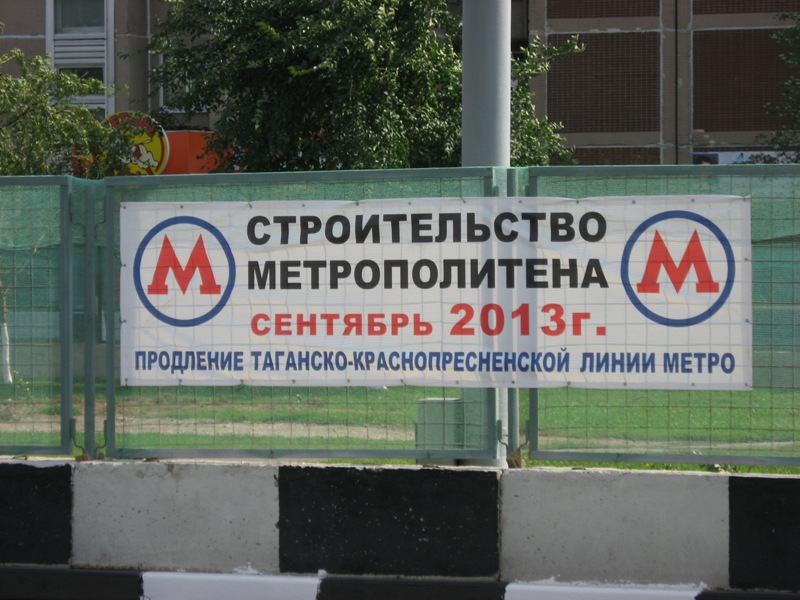 СТРОИТЕЛЬСТВО
М МЕТРОПОЛИТЕНА М
СЕНТЯБРЬ 2013г.
ПРОДЛЕНИЕ ТАГАНСКО-КРАСНОПРЕСНЕНСКОЙ ЛИНИИ МЕТРО